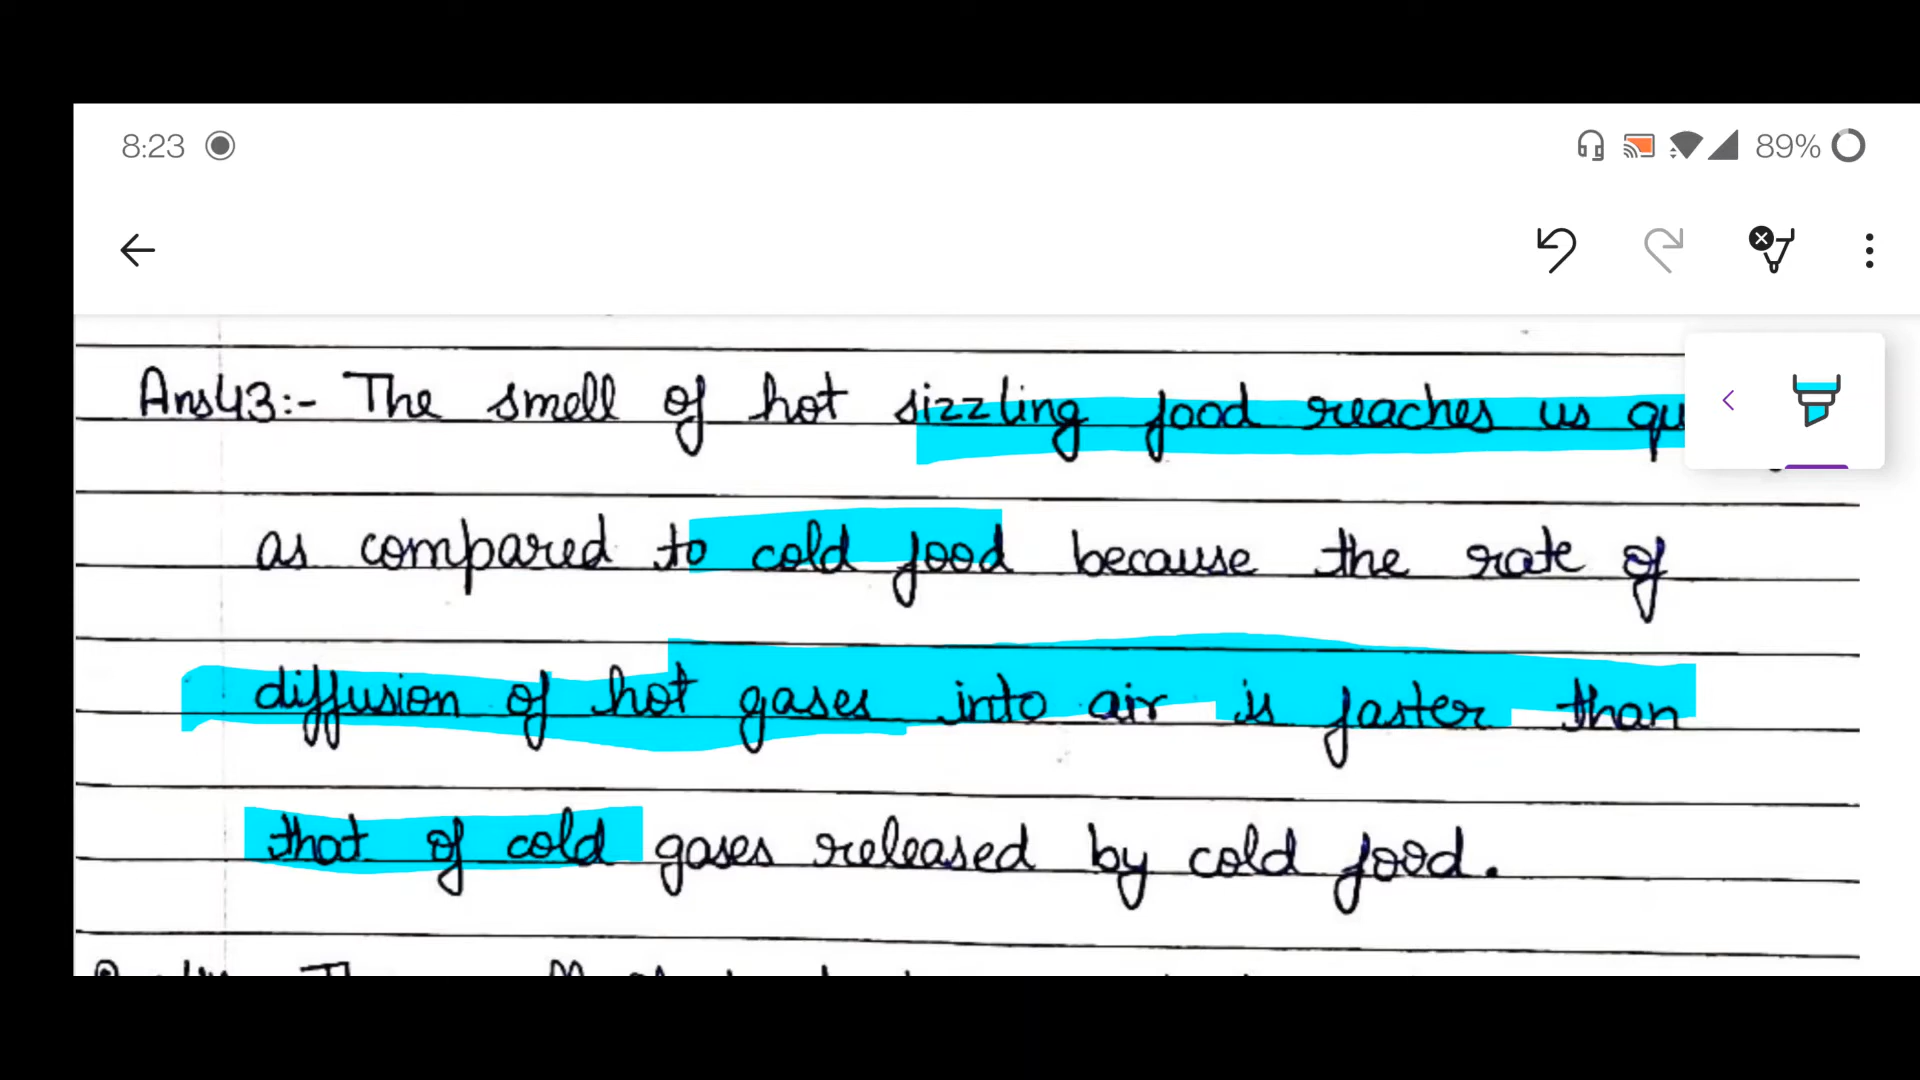 8:23
89%
Ans43:- The smell of hot sizzling food reaches us qu
as compared to cold food because the rate of
diffusion of hot gases into air is faster than
that of cold gases released by cold food.